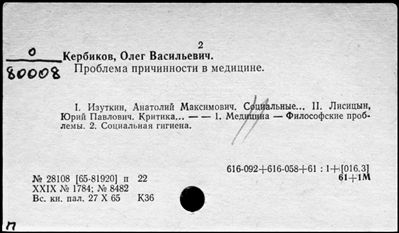 2
0
80008
Кербиков, Олег Васильевич.
Проблема причинности в медицине.
I. Изуткин, Анатолий Максимович. Социальные... II. Лисицын,
Юрий Павлович. Критика... — — 1. Медицина — Философские проб-
лемы. 2. Социальная гигиена.
616-092+616-058+61 : 1+[016.3]
61+1М
№ 28108 [65-81920] п 22
XXIX № 1784; № 8482
Вс. кн. пал. 27 X 65 К36
п